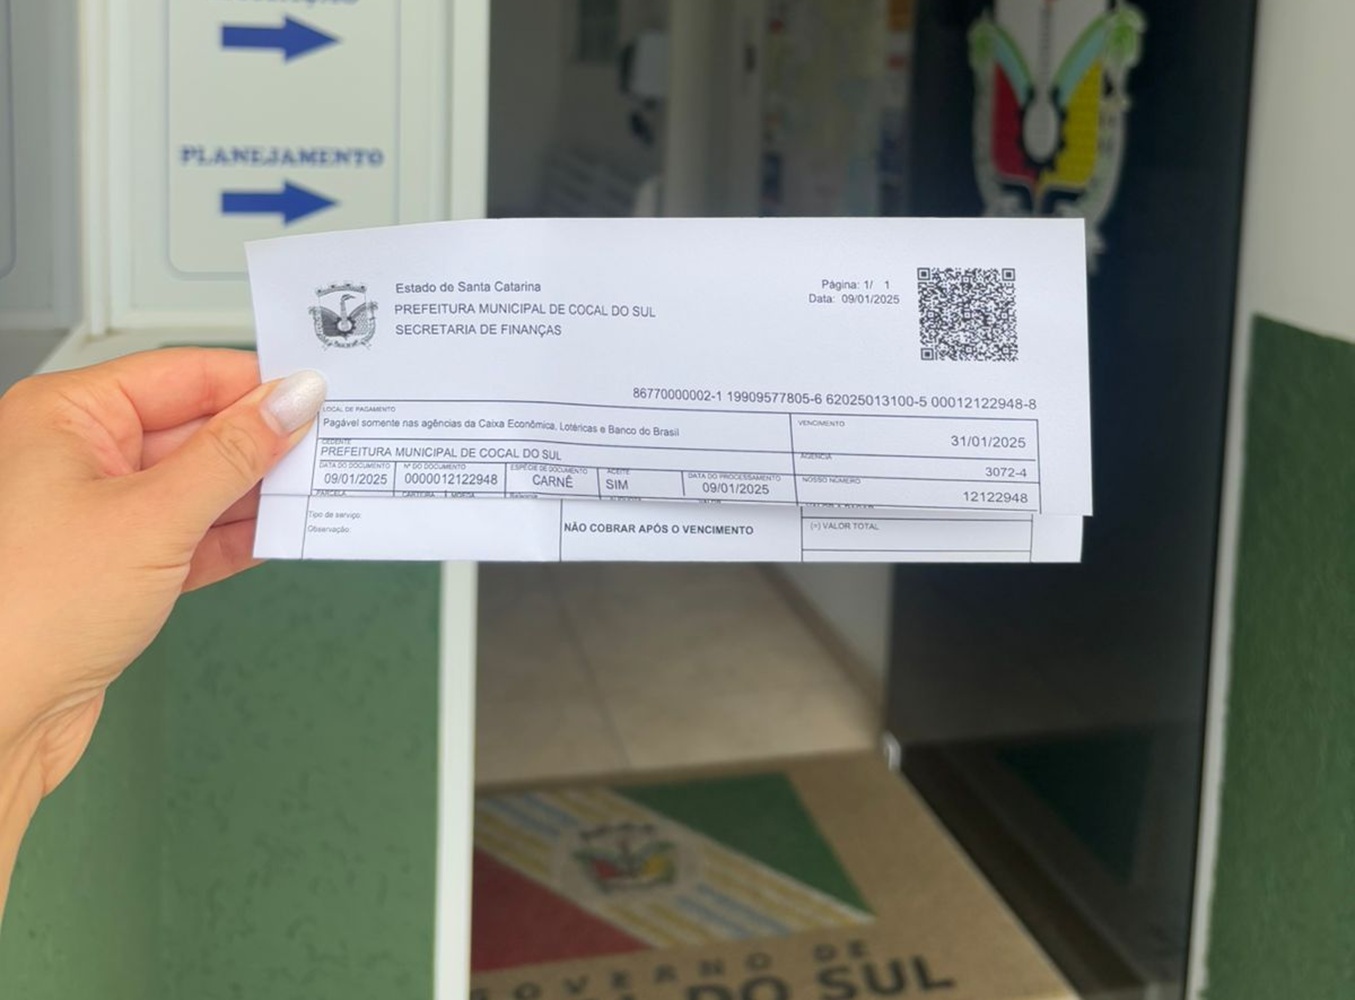 PLANEJAMENTO
Estado de Santa Catarina
PREFEITURA MUNICIPAL DE COCAL DO SUL
SECRETARIA DE FINANÇAS
Página: 1/ 1
Data: 09/01/2025
86770000002-1 19909577805-6 62025013100-5 00012122948-8
LOCAL DE PAGAMENTO
Pagável somente nas agências da Caixa Econômica, Lotéricas e Banco do Brasil
VENCIMENTO
31/01/2025
CEDENTE
PREFEITURA MUNICIPAL DE COCAL DO SUL
AGENCIA
3072-4
DATA DO DOCUMENTO
09/01/2025
Nº DO DOCUMENTO
0000012122948
ESPÉCIE DE DOCUMENTO
CARNÊ
ACEITE
SIM
DATA DO PROCESSAMENTO
09/01/2025
NOSSO NÚMERO
12122948
Tipo de serviço:
Observação:
NÃO COBRAR APÓS O VENCIMENTO
(=) VALOR TOTAL
GOVERNO DE
DO SUL